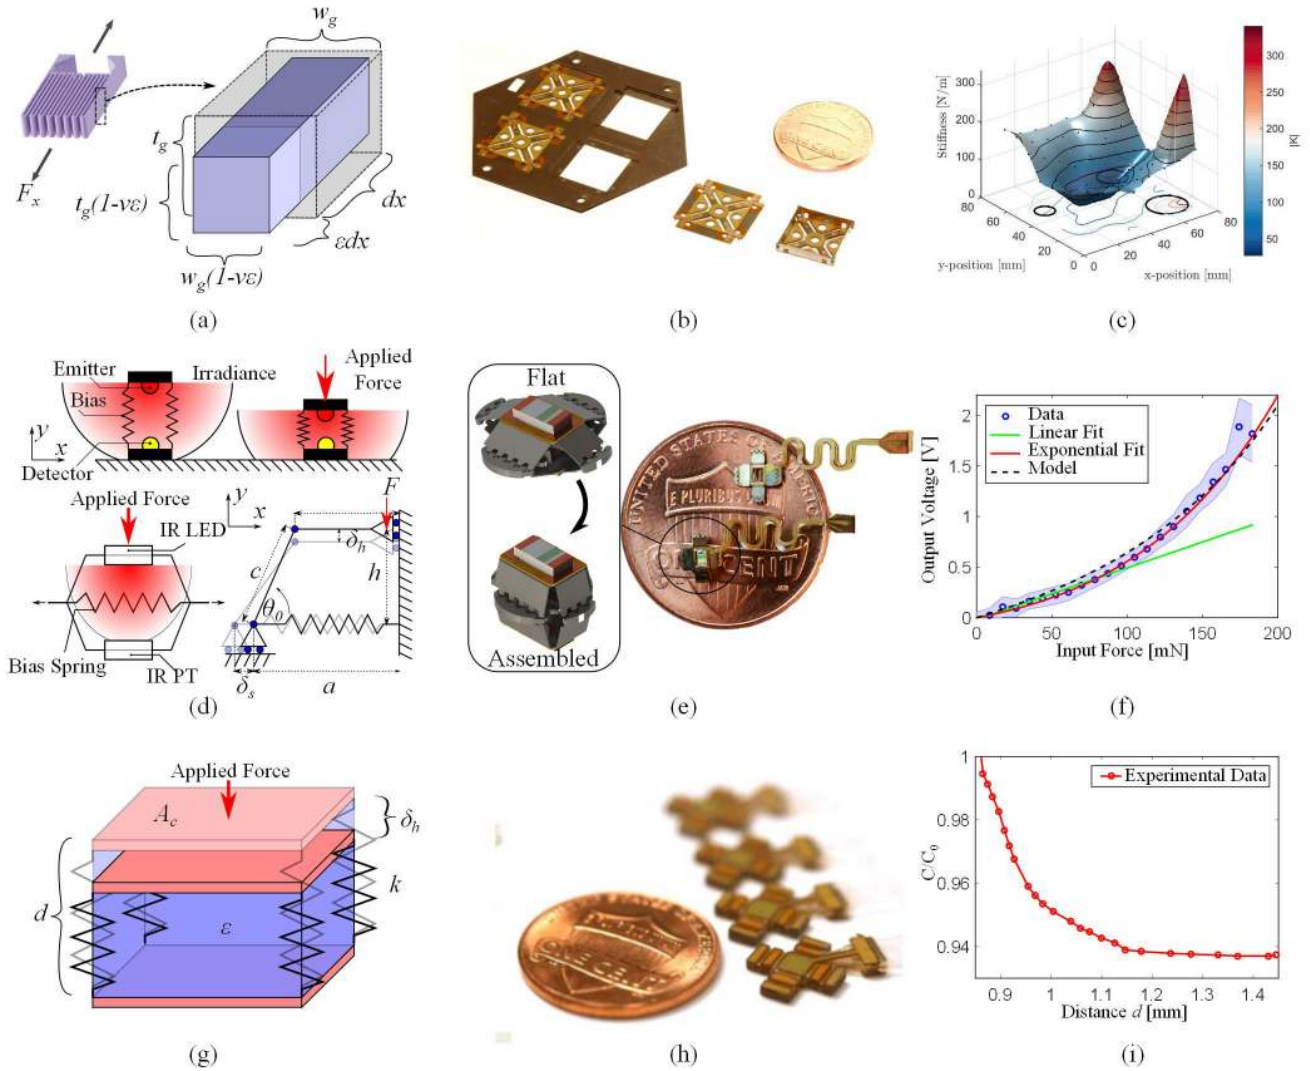 w_g
t_g
F_x
t_g(1-νε)
dx
εdx
w_g(1-νε)
(a)
(b)
Stiffness [N/m]
300
200
100
0
80
60
40
20
0
y-position [mm]
0
20
40
60
80
x-position [mm]
300
250
200
150
100
50
|K|
(c)
Emitter
Irradiance
Bias
Applied
Force
y
x
Detector
Applied Force
IR LED
y
x
F
δ_h
c
h
θ_0
Bias Spring
IR PT
δ_s
a
(d)
Flat
Assembled
UNITED STATES OF AMERICA
E PLURIBUS UNUM
ONE CENT
(e)
Output Voltage [V]
2
1.5
1
0.5
0
Data
Linear Fit
Exponential Fit
Model
0
50
100
150
200
Input Force [mN]
(f)
Applied Force
A_c
δ_h
d
k
ε
(g)
ONE CENT
(h)
C/C_0
1
0.98
0.96
0.94
Experimental Data
0.9
1
1.1
1.2
1.3
1.4
Distance d [mm]
(i)